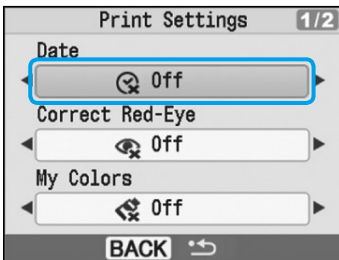 Print Settings 1/2
Date
Off
Correct Red-Eye
Off
My Colors
Off
BACK